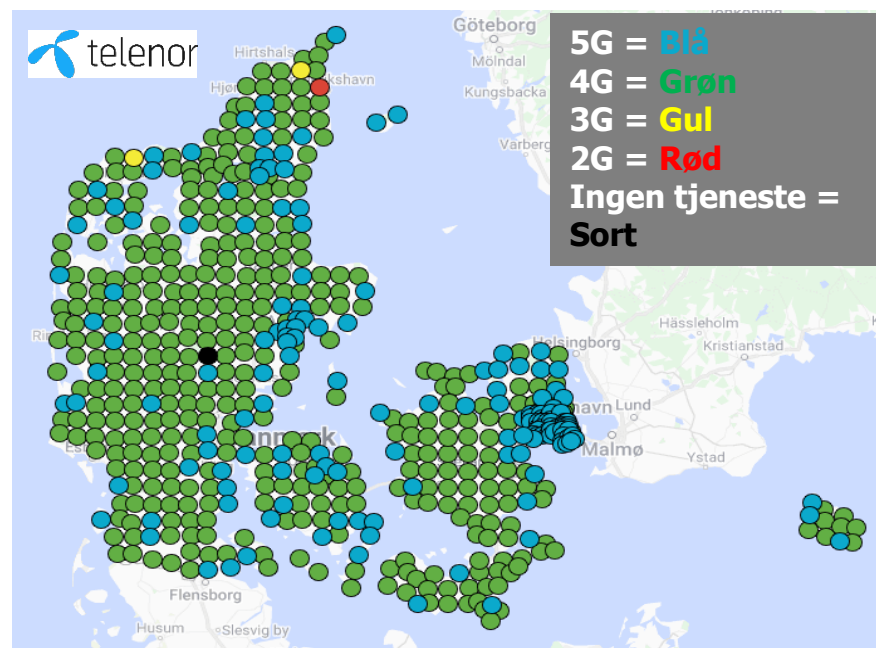 Göteborg
telenor
5G = Blå
4G = Grøn
3G = Gul
2G = Rød
Ingen tjeneste =
Sort
Hirtshals
Mölndal
Kungsbacka
Varberg
Hässleholm
Helsingborg
Kristianstad
Lund
Malmø
Ystad
Flensborg
Husum
Slesvig by